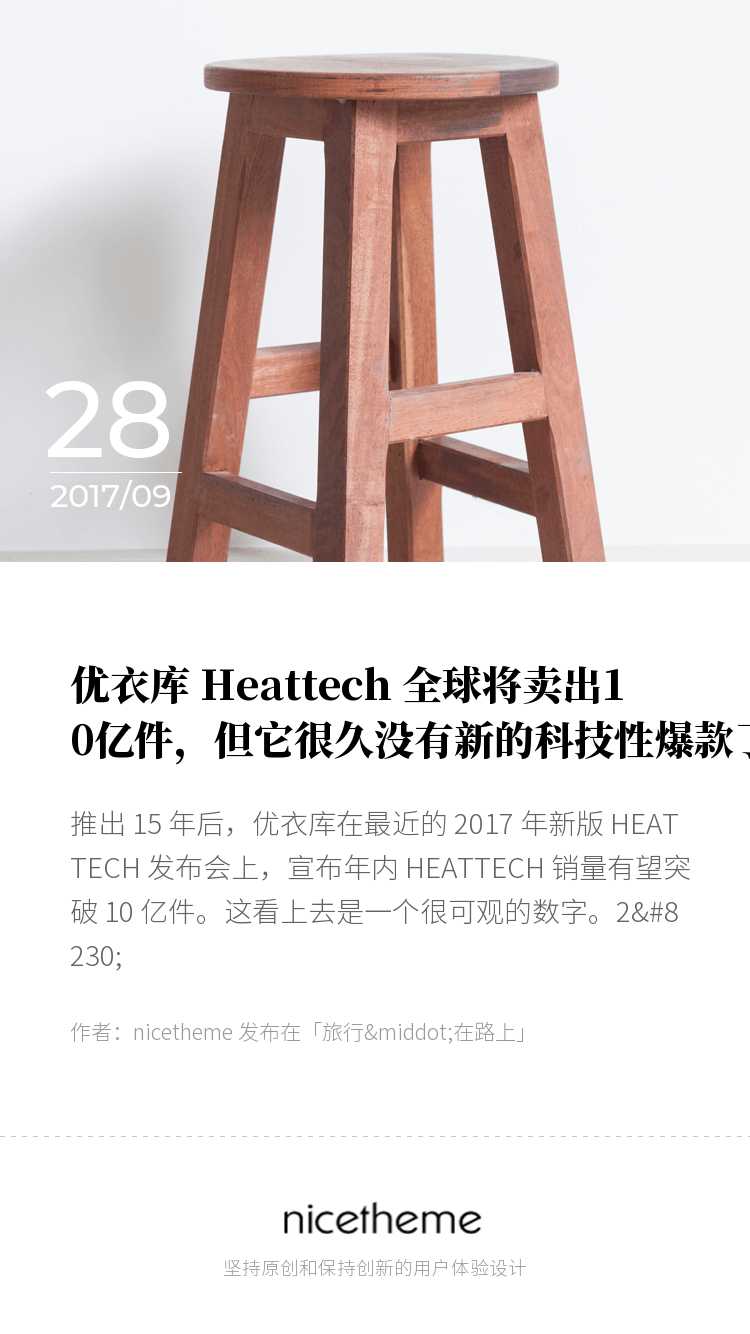 28
2017/09
优衣库 Heattech 全球将卖出1
0亿件，但它很久没有新的科技性爆款了
推出 15 年后，优衣库在最近的 2017 年新版 HEAT
TECH 发布会上，宣布年内 HEATTECH 销量有望突
破 10 亿件。这看上去是一个很可观的数字。2&#8
230;
作者：nicetheme 发布在「旅行&middot;在路上」
nicetheme
坚持原创和保持创新的用户体验设计